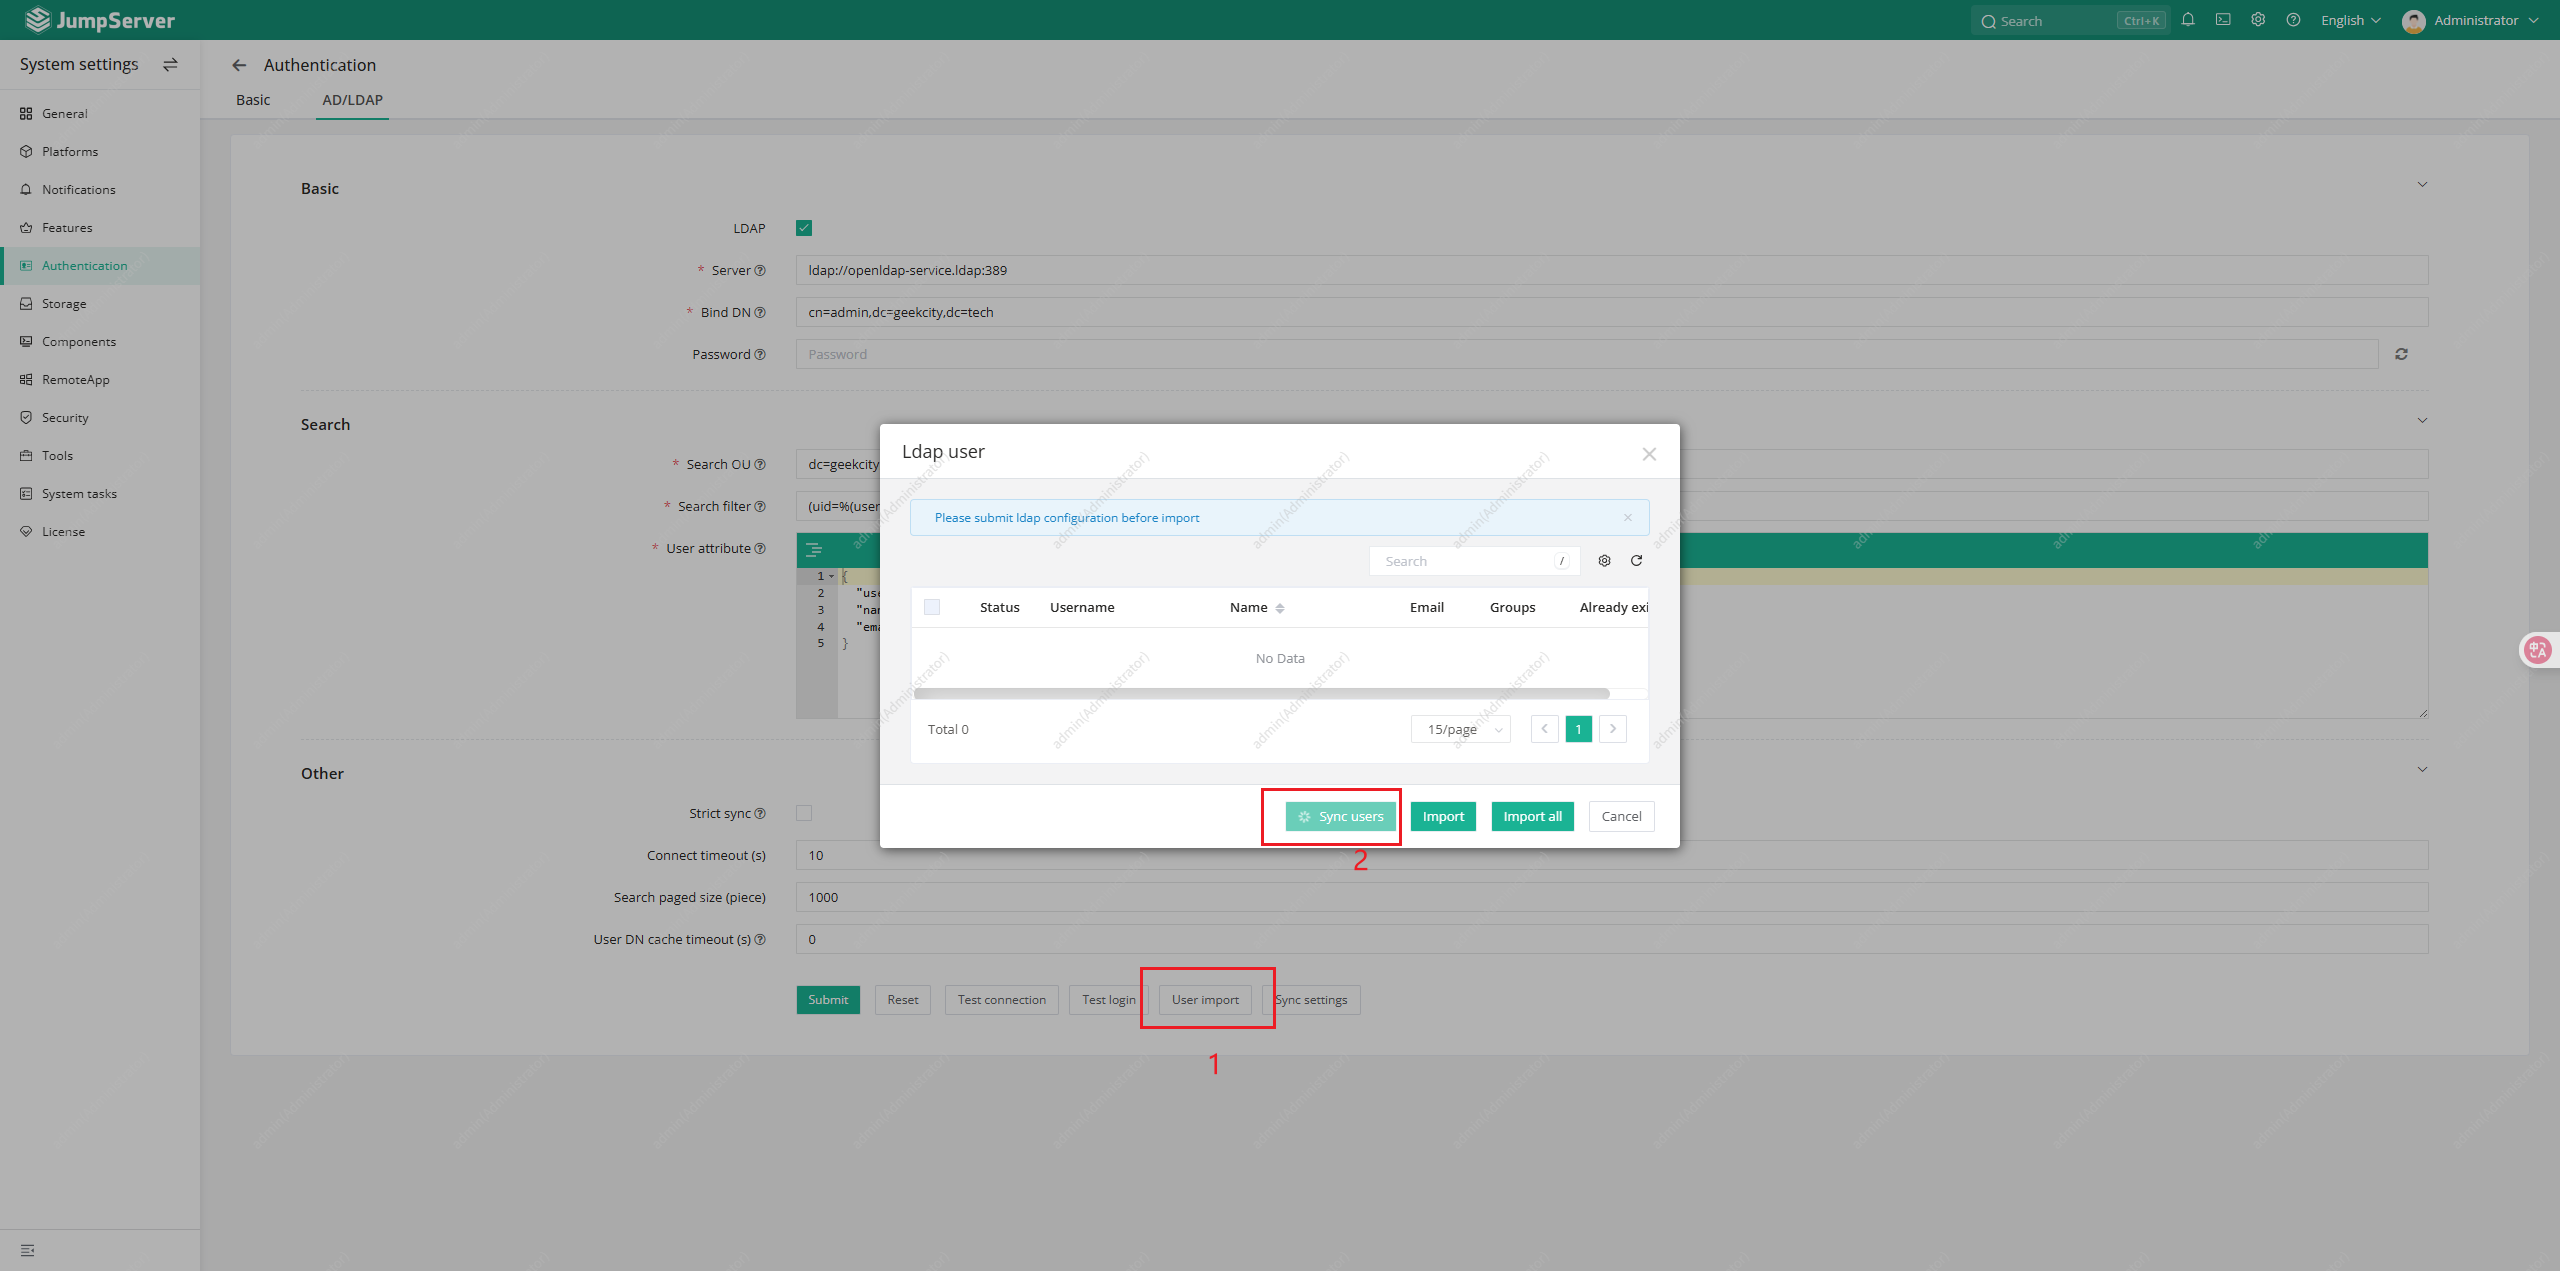 JumpServer
Search Ctrl+K English Administrator
System settings
Authentication
Basic AD/LDAP
General
Platforms
Notifications
Features
Authentication
Storage
Components
RemoteApp
Security
Tools
System tasks
License
Basic
LDAP
* Server ldap://openldap-service.ldap:389
* Bind DN cn=admin,dc=geekcity,dc=tech
Password Password
Search
* Search OU dc=geekcity
* Search filter (uid=%(user
* User attribute
1 {
2 "use
3 "nam
4 "ema
5 }
Ldap user
Please submit ldap configuration before import
Search /
Status Username Name Email Groups Already exi
No Data
Total 0 15/page 1
Sync users Import Import all Cancel
2
Other
Strict sync
Connect timeout (s) 10
Search paged size (piece) 1000
User DN cache timeout (s) 0
Submit Reset Test connection Test login User import Sync settings
1
admin(Administrator)